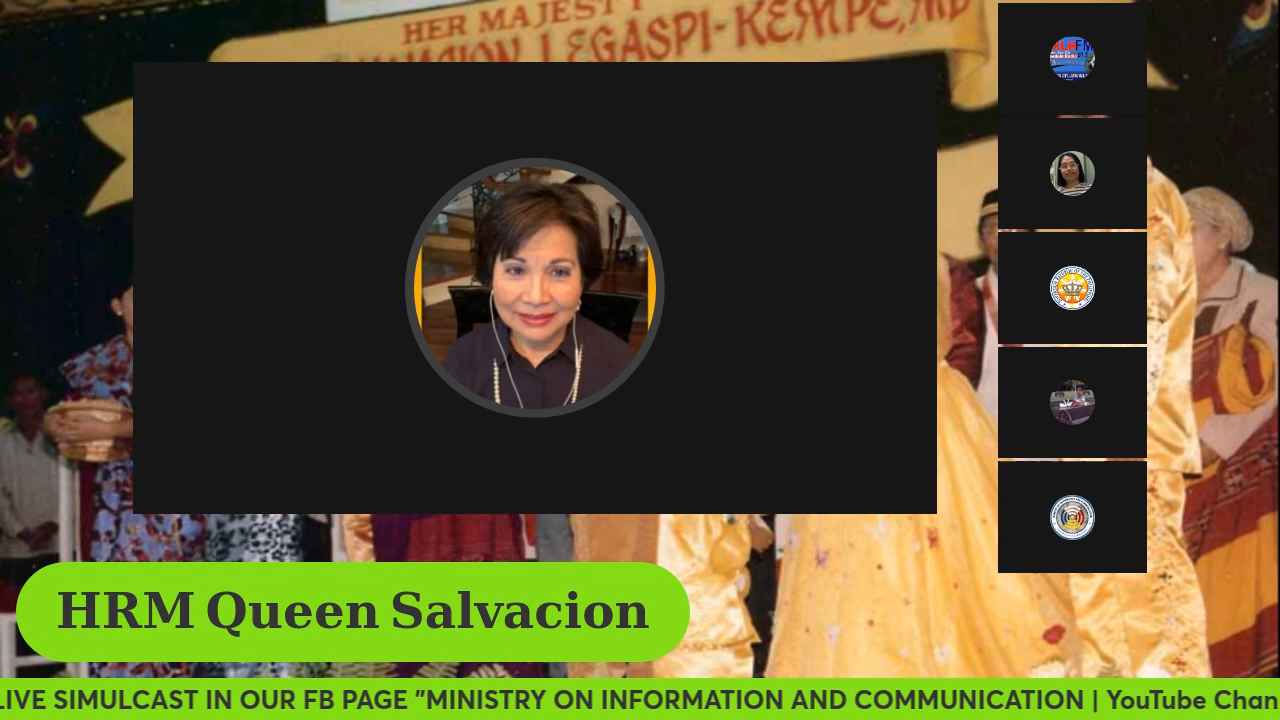 HER MAJESTY
LEGASPI-KEMPE, MD
XLHFM
HRM Queen Salvacion
LIVE SIMULCAST IN OUR FB PAGE "MINISTRY ON INFORMATION AND COMMUNICATION | YouTube Chan